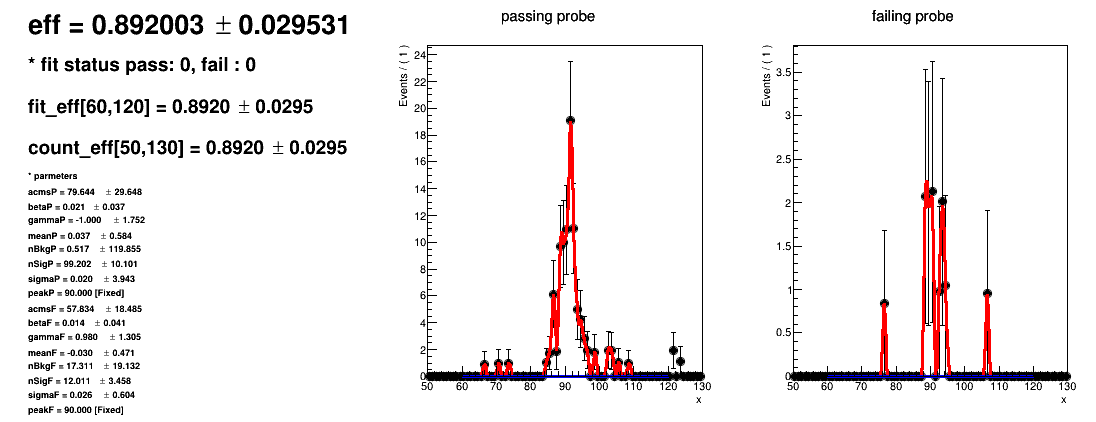 eff = 0.892003 ± 0.029531
* fit status pass: 0, fail : 0
fit_eff[60,120] = 0.8920 ± 0.0295
count_eff[50,130] = 0.8920 ± 0.0295
* parmeters
acmsP = 79.644 ± 29.648
betaP = 0.021 ± 0.037
gammaP = -1.000 ± 1.752
meanP = 0.037 ± 0.584
nBkgP = 0.517 ± 119.855
nSigP = 99.202 ± 10.101
sigmaP = 0.020 ± 3.943
peakP = 90.000 [Fixed]
acmsF = 57.834 ± 18.485
betaF = 0.014 ± 0.041
gammaF = 0.980 ± 1.305
meanF = -0.030 ± 0.471
nBkgF = 17.311 ± 19.132
nSigF = 12.011 ± 3.458
sigmaF = 0.026 ± 0.604
peakF = 90.000 [Fixed]
passing probe
Events / ( 1 )
24
22
20
18
16
14
12
10
8
6
4
2
0
50 60 70 80 90 100 110 120 130
x
failing probe
Events / ( 1 )
3.5
3
2.5
2
1.5
1
0.5
0
50 60 70 80 90 100 110 120 130
x